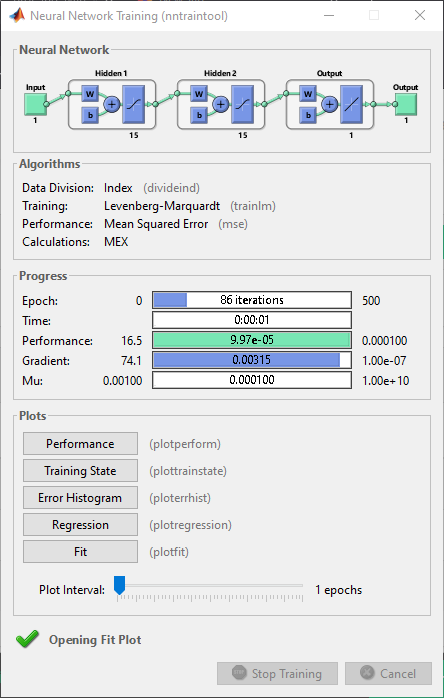 Neural Network Training (nntraintool)
Neural Network
Hidden 1 Hidden 2 Output
Input Output
W W W
b b b
1 15 15 1 1
Algorithms
Data Division: Index (divideind)
Training: Levenberg-Marquardt (trainlm)
Performance: Mean Squared Error (mse)
Calculations: MEX
Progress
Epoch: 0 86 iterations 500
Time: 0:00:01
Performance: 16.5 9.97e-05 0.000100
Gradient: 74.1 0.00315 1.00e-07
Mu: 0.00100 0.000100 1.00e+10
Plots
Performance (plotperform)
Training State (plottrainstate)
Error Histogram (ploterrhist)
Regression (plotregression)
Fit (plotfit)
Plot Interval: 1 epochs
Opening Fit Plot
Stop Training Cancel